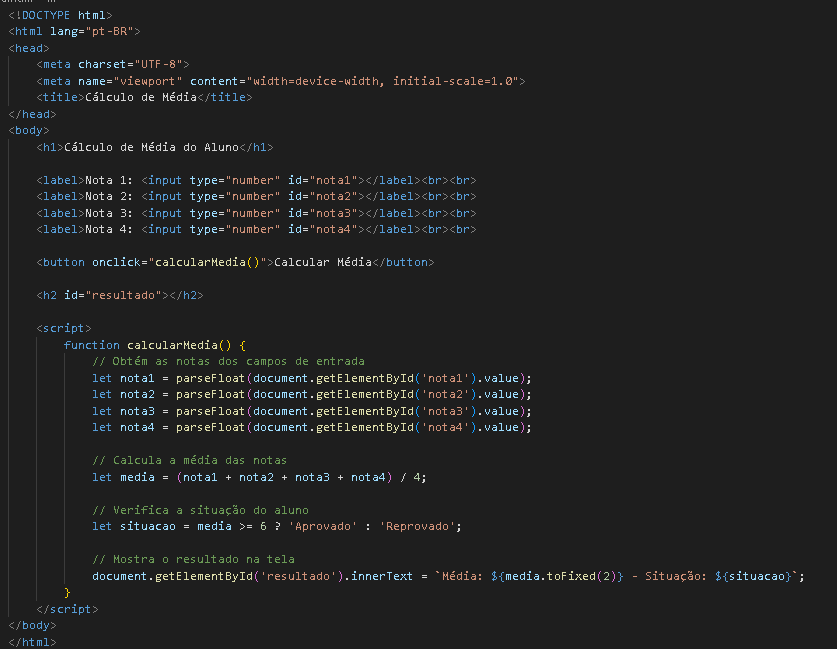 <!DOCTYPE html>
<html lang="pt-BR">
<head>
    <meta charset="UTF-8">
    <meta name="viewport" content="width=device-width, initial-scale=1.0">
    <title>Cálculo de Média</title>
</head>
<body>
    <h1>Cálculo de Média do Aluno</h1>

    <label>Nota 1: <input type="number" id="nota1"></label><br><br>
    <label>Nota 2: <input type="number" id="nota2"></label><br><br>
    <label>Nota 3: <input type="number" id="nota3"></label><br><br>
    <label>Nota 4: <input type="number" id="nota4"></label><br><br>

    <button onclick="calcularMedia()">Calcular Média</button>

    <h2 id="resultado"></h2>

    <script>
        function calcularMedia() {
            // Obtém as notas dos campos de entrada
            let nota1 = parseFloat(document.getElementById('nota1').value);
            let nota2 = parseFloat(document.getElementById('nota2').value);
            let nota3 = parseFloat(document.getElementById('nota3').value);
            let nota4 = parseFloat(document.getElementById('nota4').value);

            // Calcula a média das notas
            let media = (nota1 + nota2 + nota3 + nota4) / 4;

            // Verifica a situação do aluno
            let situacao = media >= 6 ? 'Aprovado' : 'Reprovado';

            // Mostra o resultado na tela
            document.getElementById('resultado').innerText = `Média: ${media.toFixed(2)} - Situação: ${situacao}`;
        }
    </script>
</body>
</html>